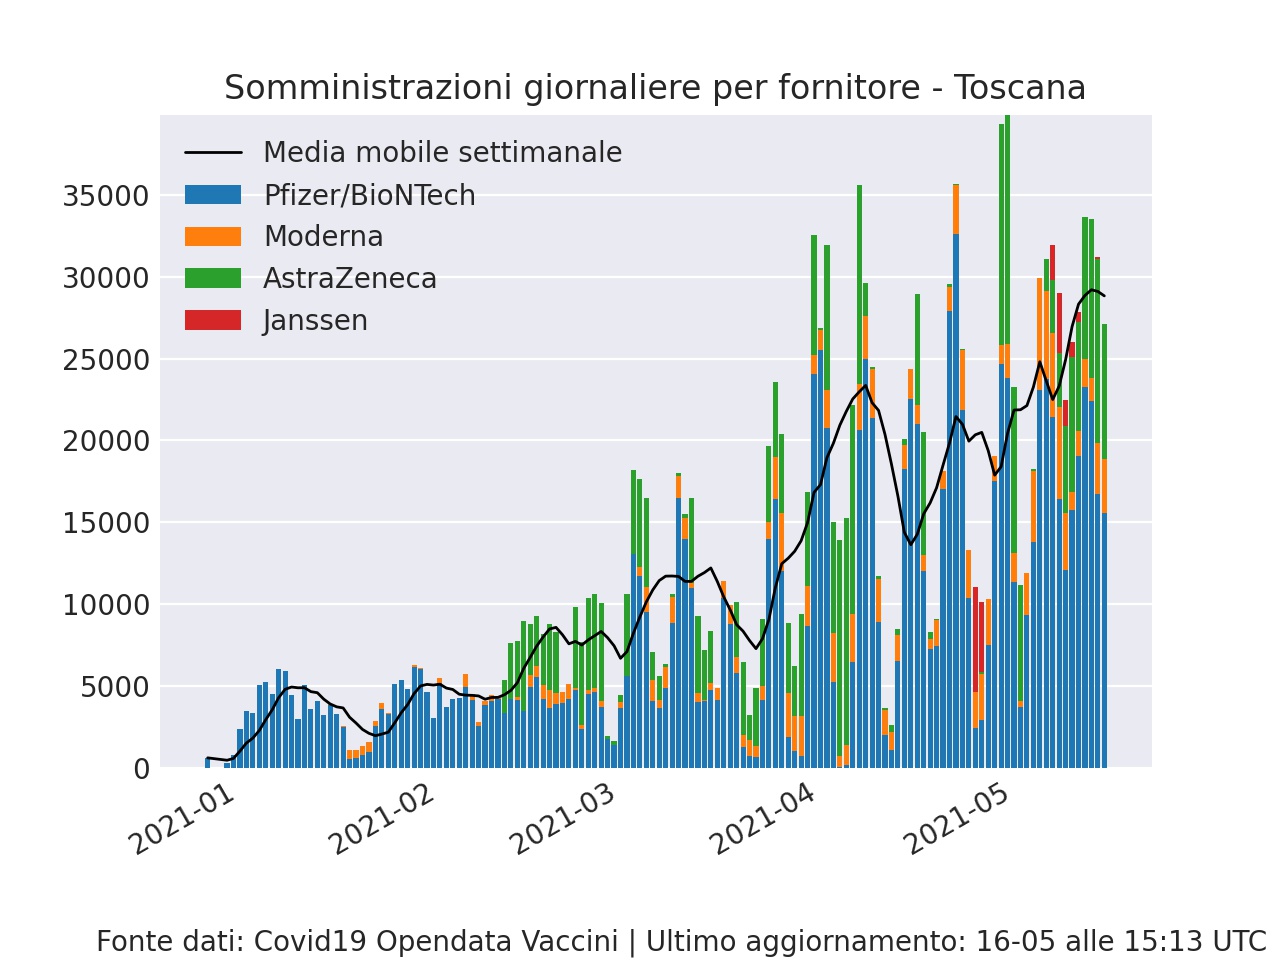 Somministrazioni giornaliere per fornitore - Toscana
Media mobile settimanale
Pfizer/BioNTech
Moderna
AstraZeneca
Janssen
35000
30000
25000
20000
15000
10000
5000
0
2021-01
2021-02
2021-03
2021-04
2021-05
Fonte dati: Covid19 Opendata Vaccini | Ultimo aggiornamento: 16-05 alle 15:13 UTC